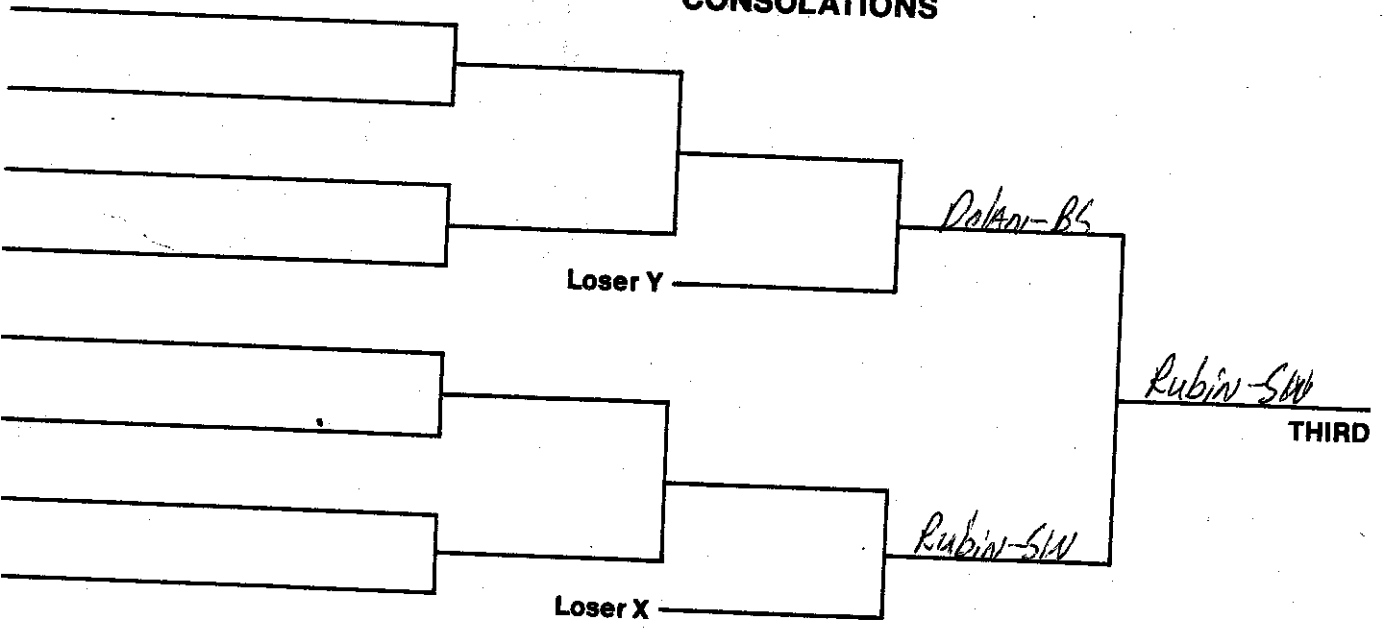 CONSOLATIONS
Dolan-BS
Loser Y
Rubin-SW
THIRD
Rubin-SW
Loser X